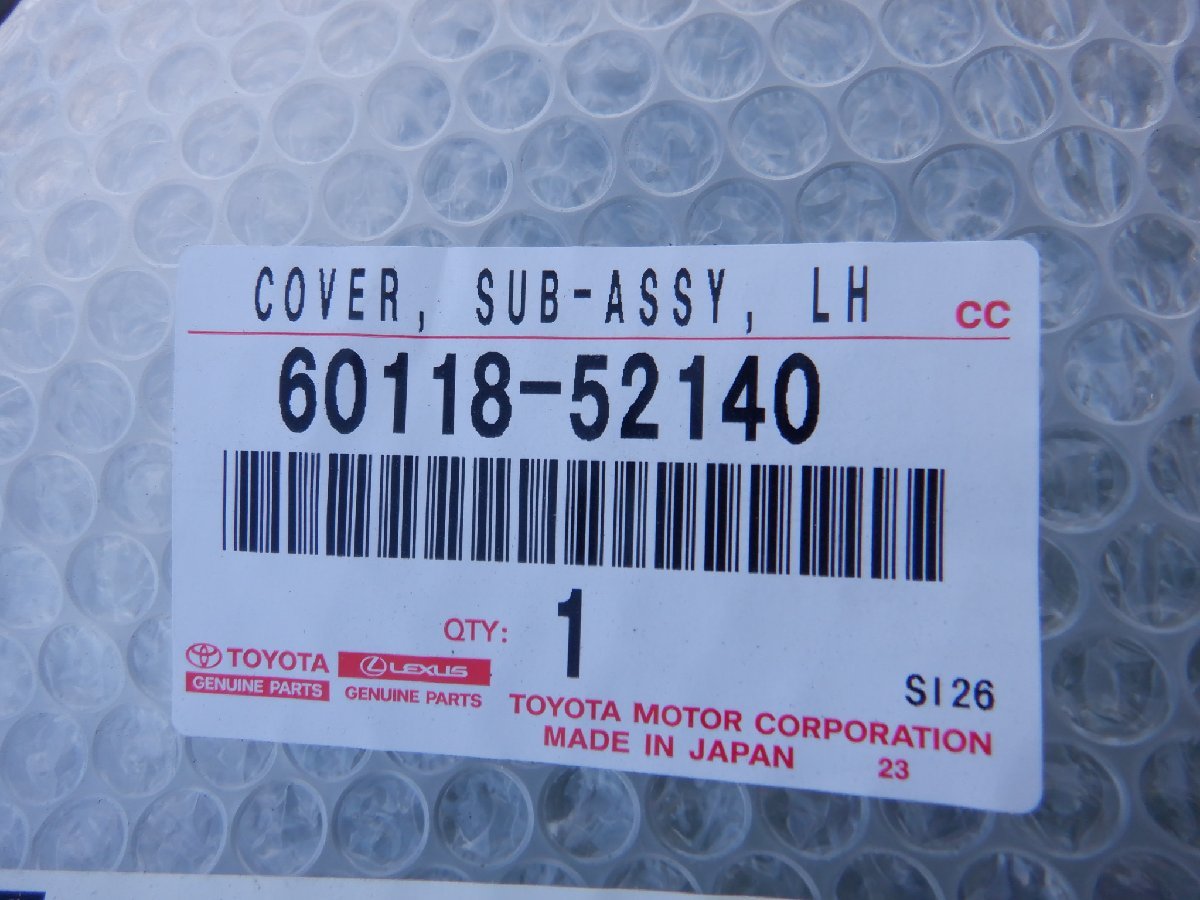 COVER, SUB-ASSY, LH CC
60118-52140
QTY: 1
TOYOTA LEXUS
GENUINE PARTS GENUINE PARTS
SI26
TOYOTA MOTOR CORPORATION
MADE IN JAPAN 23